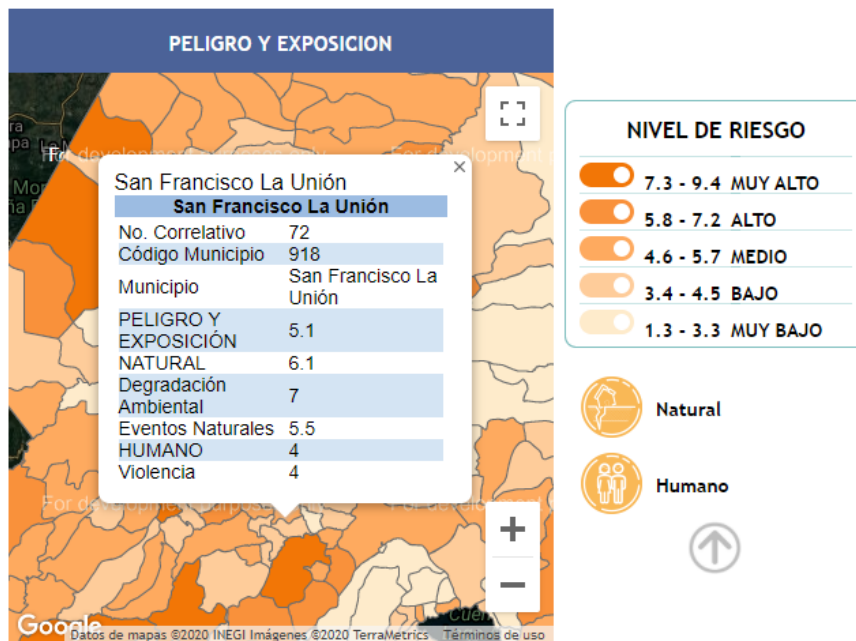 PELIGRO Y EXPOSICION
For development purposes only
San Francisco La Unión
San Francisco La Unión
No. Correlativo 72
Código Municipio 918
Municipio San Francisco La
Unión
PELIGRO Y
EXPOSICIÓN 5.1
NATURAL 6.1
Degradación
Ambiental 7
Eventos Naturales 5.5
HUMANO 4
Violencia 4
Google
Datos de mapas ©2020 INEGI Imágenes ©2020 TerraMetrics Términos de uso
NIVEL DE RIESGO
7.3 - 9.4 MUY ALTO
5.8 - 7.2 ALTO
4.6 - 5.7 MEDIO
3.4 - 4.5 BAJO
1.3 - 3.3 MUY BAJO
Natural
Humano